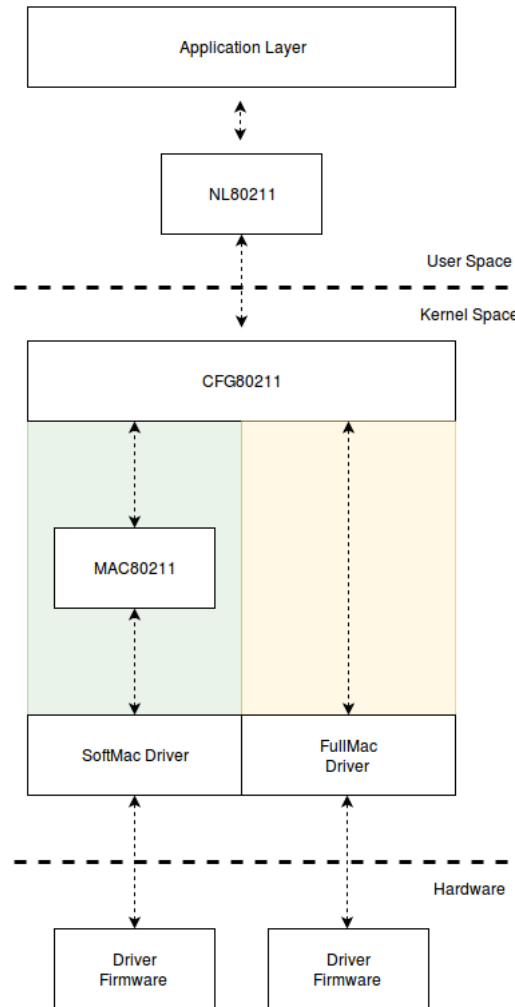 Application Layer
NL80211
User Space
Kernel Space
CFG80211
MAC80211
SoftMac Driver
FullMac
Driver
Hardware
Driver
Firmware
Driver
Firmware